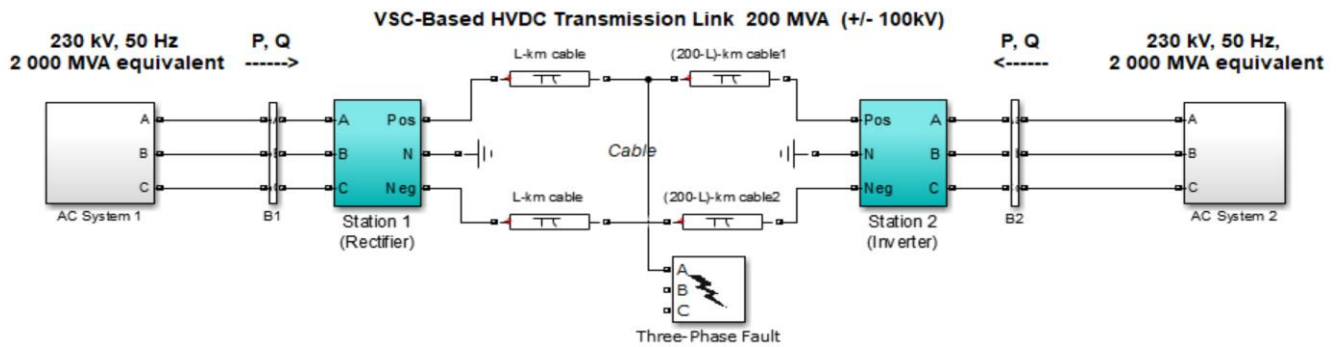 VSC-Based HVDC Transmission Link 200 MVA (+/- 100kV)
230 kV, 50 Hz
2 000 MVA equivalent
P, Q
------>
L-km cable
(200-L)-km cable1
P, Q
<------
230 kV, 50 Hz,
2 000 MVA equivalent
A
B
C
AC System 1
B1
A
B
C
Pos
N
Neg
Station 1
(Rectifier)
Cable
L-km cable
(200-L)-km cable2
Pos
N
Neg
A
B
C
Station 2
(Inverter)
B2
A
B
C
AC System 2
A
B
C
Three-Phase Fault